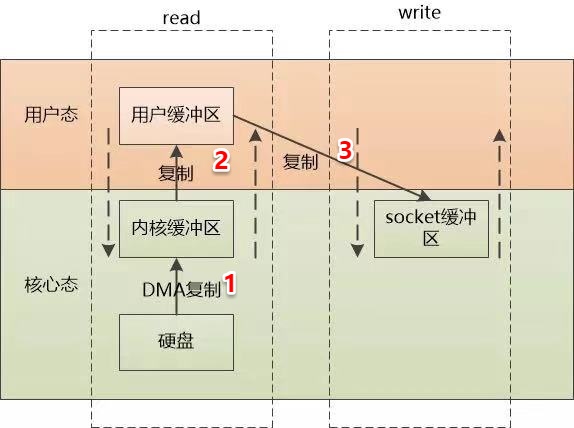 read
write
用户态
用户缓冲区
2
复制
复制
3
内核缓冲区
socket缓冲
区
核心态
DMA复制
1
硬盘